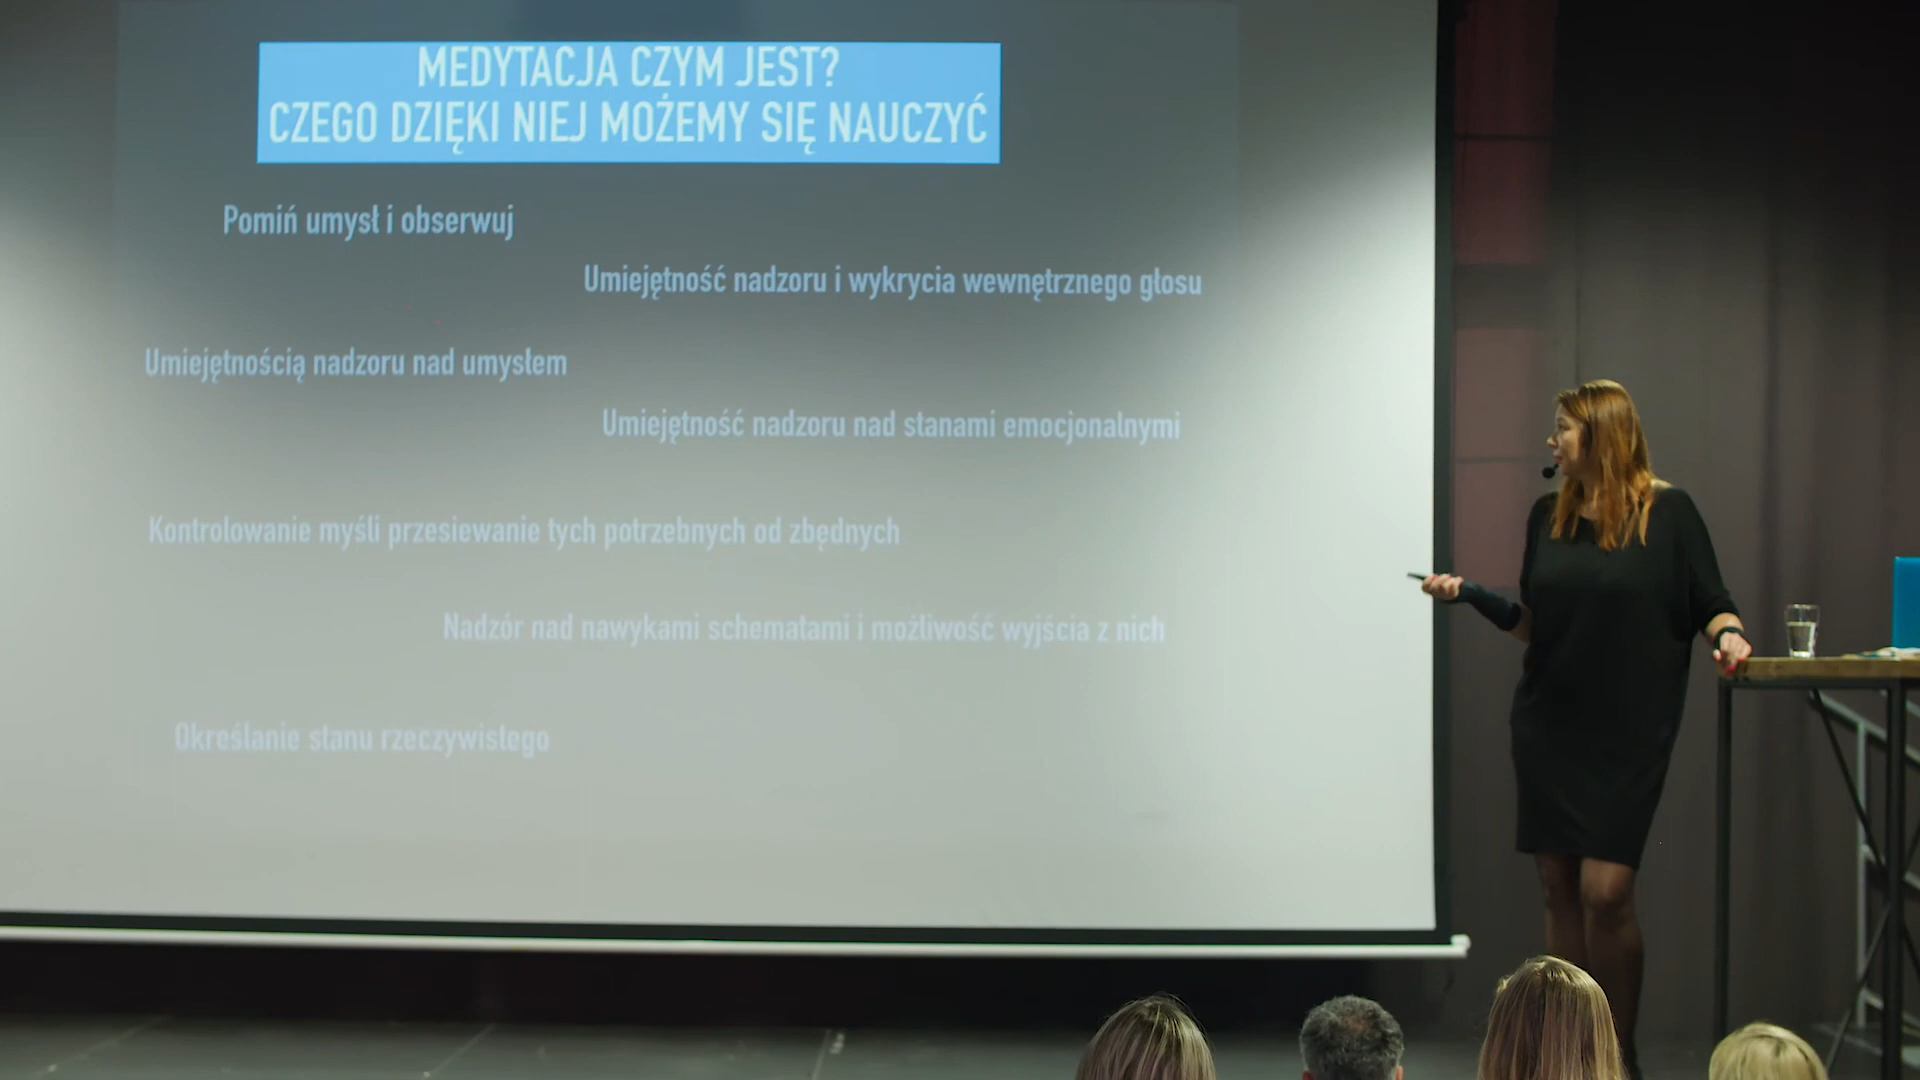 MEDYTACJA CZYM JEST?
CZEGO DZIĘKI NIEJ MOŻEMY SIĘ NAUCZYĆ
Pomiń umysł i obserwuj
Umiejętność nadzoru i wykrycia wewnętrznego głosu
Umiejętnością nadzoru nad umysłem
Umiejętność nadzoru nad stanami emocjonalnymi
Kontrolowanie myśli przesiewanie tych potrzebnych od zbędnych
Nadzór nad nawykami schematami i możliwość wyjścia z nich
Określanie stanu rzeczywistego